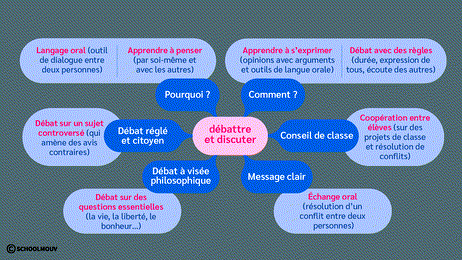 Langage oral (outil
de dialogue entre
deux personnes)
Apprendre à penser
(par soi-même et
avec les autres)
Apprendre à s'exprimer
(opinions avec arguments
et outils de langue orale)
Débat avec des règles
(durée, expression de
tous, écoute des autres)
Pourquoi ?
Comment ?
Débat sur un sujet
controversé (qui
amène des avis
contraires)
Débat réglé
et citoyen
débattre
et discuter
Conseil de classe
Coopération entre
élèves (sur des
projets de classe
et résolution de
conflits)
Débat à visée
philosophique
Message clair
Débat sur des
questions essentielles
(la vie, la liberté, le
bonheur...)
Échange oral
(résolution d'un
conflit entre deux
personnes)
© SCHOOLMOUV